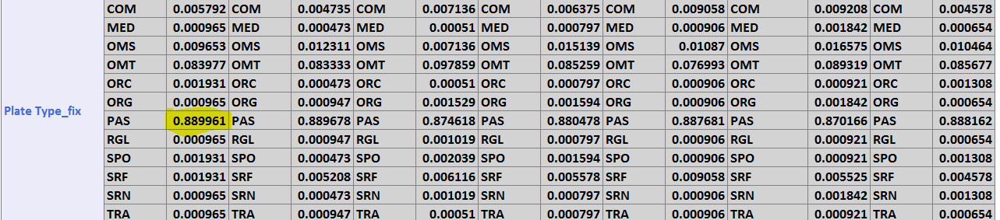 COM 0.005792 COM 0.004735 COM 0.007136 COM 0.006375 COM 0.009058 COM 0.009208 COM 0.004578
MED 0.000965 MED 0.000473 MED 0.00051 MED 0.000797 MED 0.000906 MED 0.001842 MED 0.000654
OMS 0.009653 OMS 0.012311 OMS 0.007136 OMS 0.015139 OMS 0.01087 OMS 0.016575 OMS 0.010464
OMT 0.083977 OMT 0.083333 OMT 0.097859 OMT 0.085259 OMT 0.076993 OMT 0.089319 OMT 0.085677
ORC 0.001931 ORC 0.000473 ORC 0.00051 ORC 0.000797 ORC 0.000906 ORC 0.000921 ORC 0.001308
ORG 0.000965 ORG 0.000947 ORG 0.001529 ORG 0.001594 ORG 0.000906 ORG 0.001842 ORG 0.000654
Plate Type_fix
PAS 0.889961 PAS 0.889678 PAS 0.874618 PAS 0.880478 PAS 0.887681 PAS 0.870166 PAS 0.888162
RGL 0.000965 RGL 0.000947 RGL 0.001019 RGL 0.000797 RGL 0.000906 RGL 0.000921 RGL 0.000654
SPO 0.001931 SPO 0.000473 SPO 0.002039 SPO 0.001594 SPO 0.000906 SPO 0.000921 SPO 0.001308
SRF 0.001931 SRF 0.005208 SRF 0.006116 SRF 0.005578 SRF 0.009058 SRF 0.005525 SRF 0.004578
SRN 0.000965 SRN 0.000473 SRN 0.001019 SRN 0.000797 SRN 0.000906 SRN 0.001842 SRN 0.001308
TRA 0.000965 TRA 0.000947 TRA 0.00051 TRA 0.000797 TRA 0.000906 TRA 0.000921 TRA 0.000654